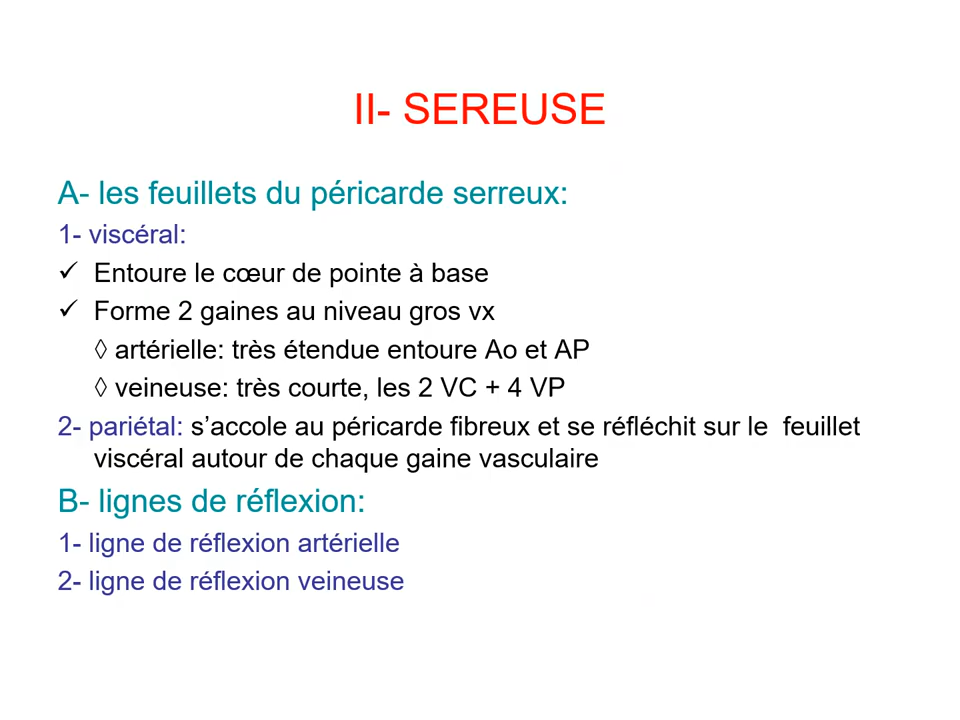 II- SEREUSE
A- les feuillets du péricarde serreux:
1- viscéral:
✓ Entoure le cœur de pointe à base
✓ Forme 2 gaines au niveau gros vx
◊ artérielle: très étendue entoure Ao et AP
◊ veineuse: très courte, les 2 VC + 4 VP
2- pariétal: s’accole au péricarde fibreux et se réfléchit sur le feuillet
viscéral autour de chaque gaine vasculaire
B- lignes de réflexion:
1- ligne de réflexion artérielle
2- ligne de réflexion veineuse